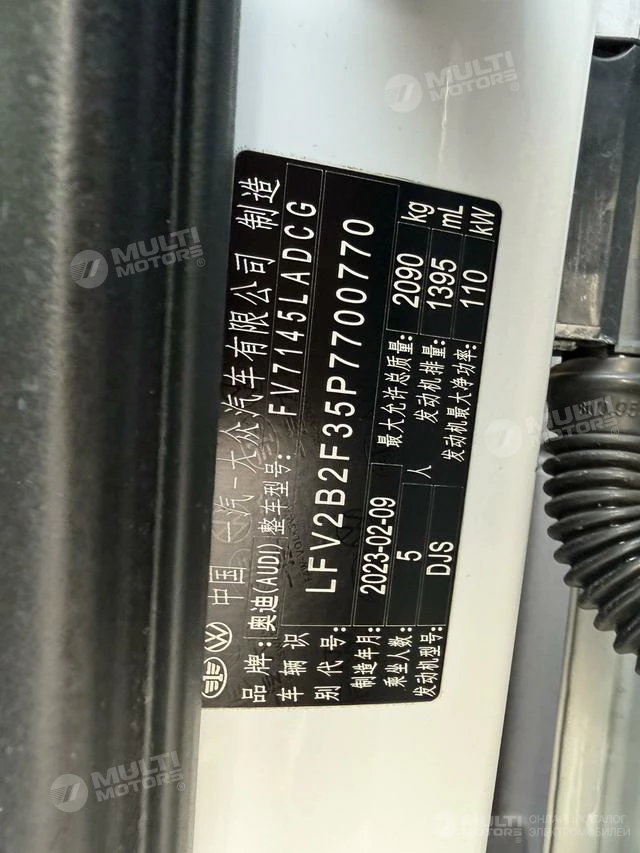 中国 一汽-大众汽车有限公司 制造
品牌: 奥迪(AUDI) 整车型号: FV7145LADCG
车辆识别代号: LFV2B2F35P7700770
制造年月: 2023-02-09 最大允许总质量: 2090 kg
乘坐人数: 5 人 发动机排量: 1395 mL
发动机型号: DJS 发动机最大净功率: 110 kW
MULTI
MOTORS
MULTI
MOTORS
MULTI
MOTORS
MULTI
MOTORS
ОНЛАЙН-КАТАЛОГ
ЭЛЕКТРОМОБИЛЕЙ